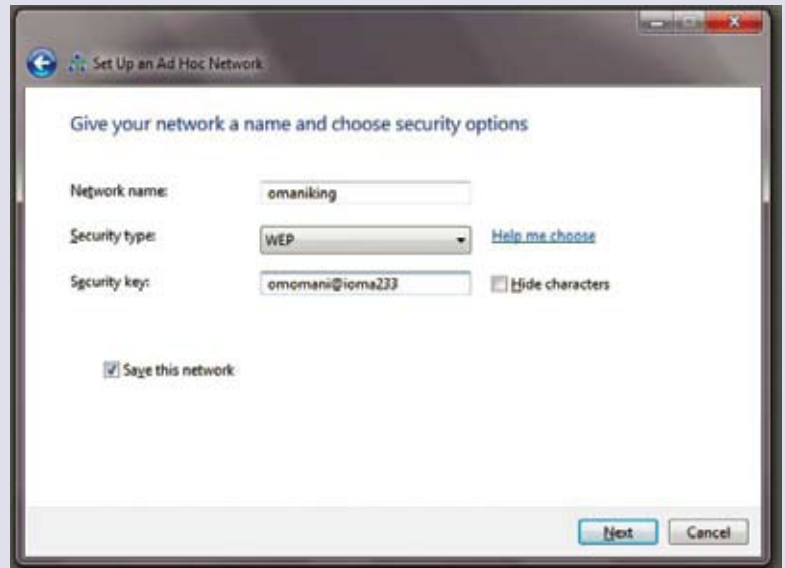 Set Up an Ad Hoc Network
Give your network a name and choose security options
Network name: omaniking
Security type: WEP Help me choose
Security key: omomani@ioma233 Hide characters
Save this network
Next Cancel